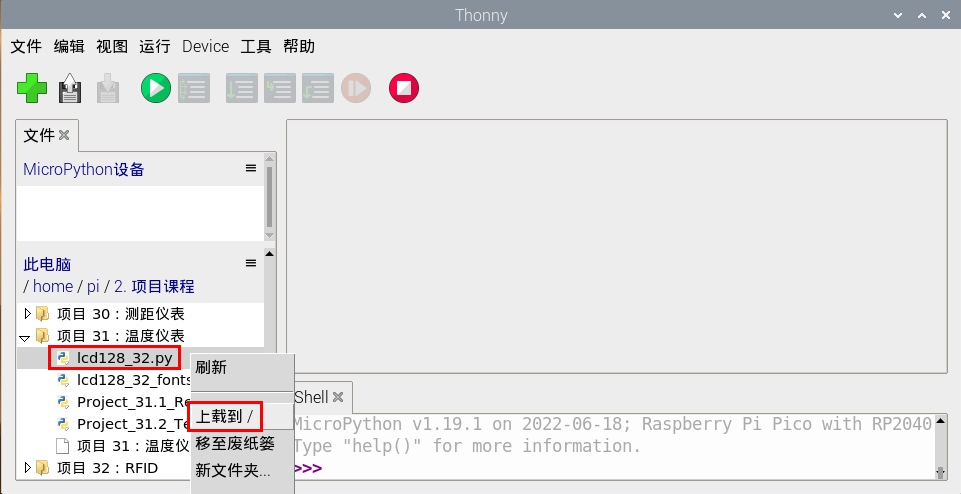 Thonny
文件 编辑 视图 运行 Device 工具 帮助
文件
MicroPython设备
此电脑
/ home / pi / 2. 项目课程
项目 30：测距仪表
项目 31：温度仪表
lcd128_32.py
lcd128_32_fonts
Project_31.1_Re
Project_31.2_Te
项目 31：温度仪
项目 32：RFID
刷新
上载到 /
移至废纸篓
新文件夹...
Shell
MicroPython v1.19.1 on 2022-06-18; Raspberry Pi Pico with RP2040
Type "help()" for more information.
>>>